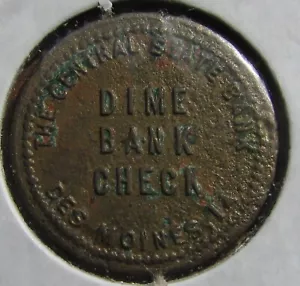 THE CENTRAL STATE BANK
DIME
BANK
CHECK
DES MOINES, IA.